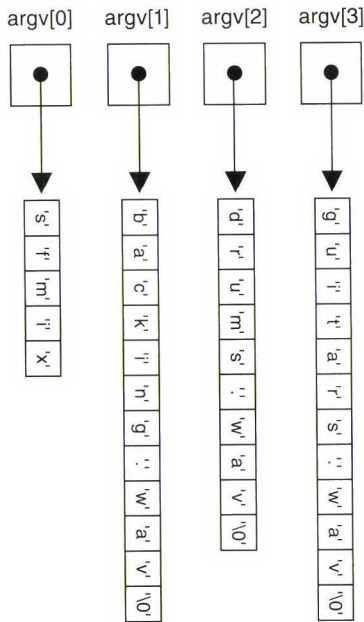 argv[0] argv[1] argv[2] argv[3]
's' 'f' 'm' 'i' 'x'
'b' 'a' 'c' 'k' 'i' 'n' 'g' '.' 'w' 'a' 'v' '\0'
'd' 'r' 'u' 'm' 's' '.' 'w' 'a' 'v' '\0'
'g' 'u' 'i' 't' 'a' 'r' 's' '.' 'w' 'a' 'v' '\0'